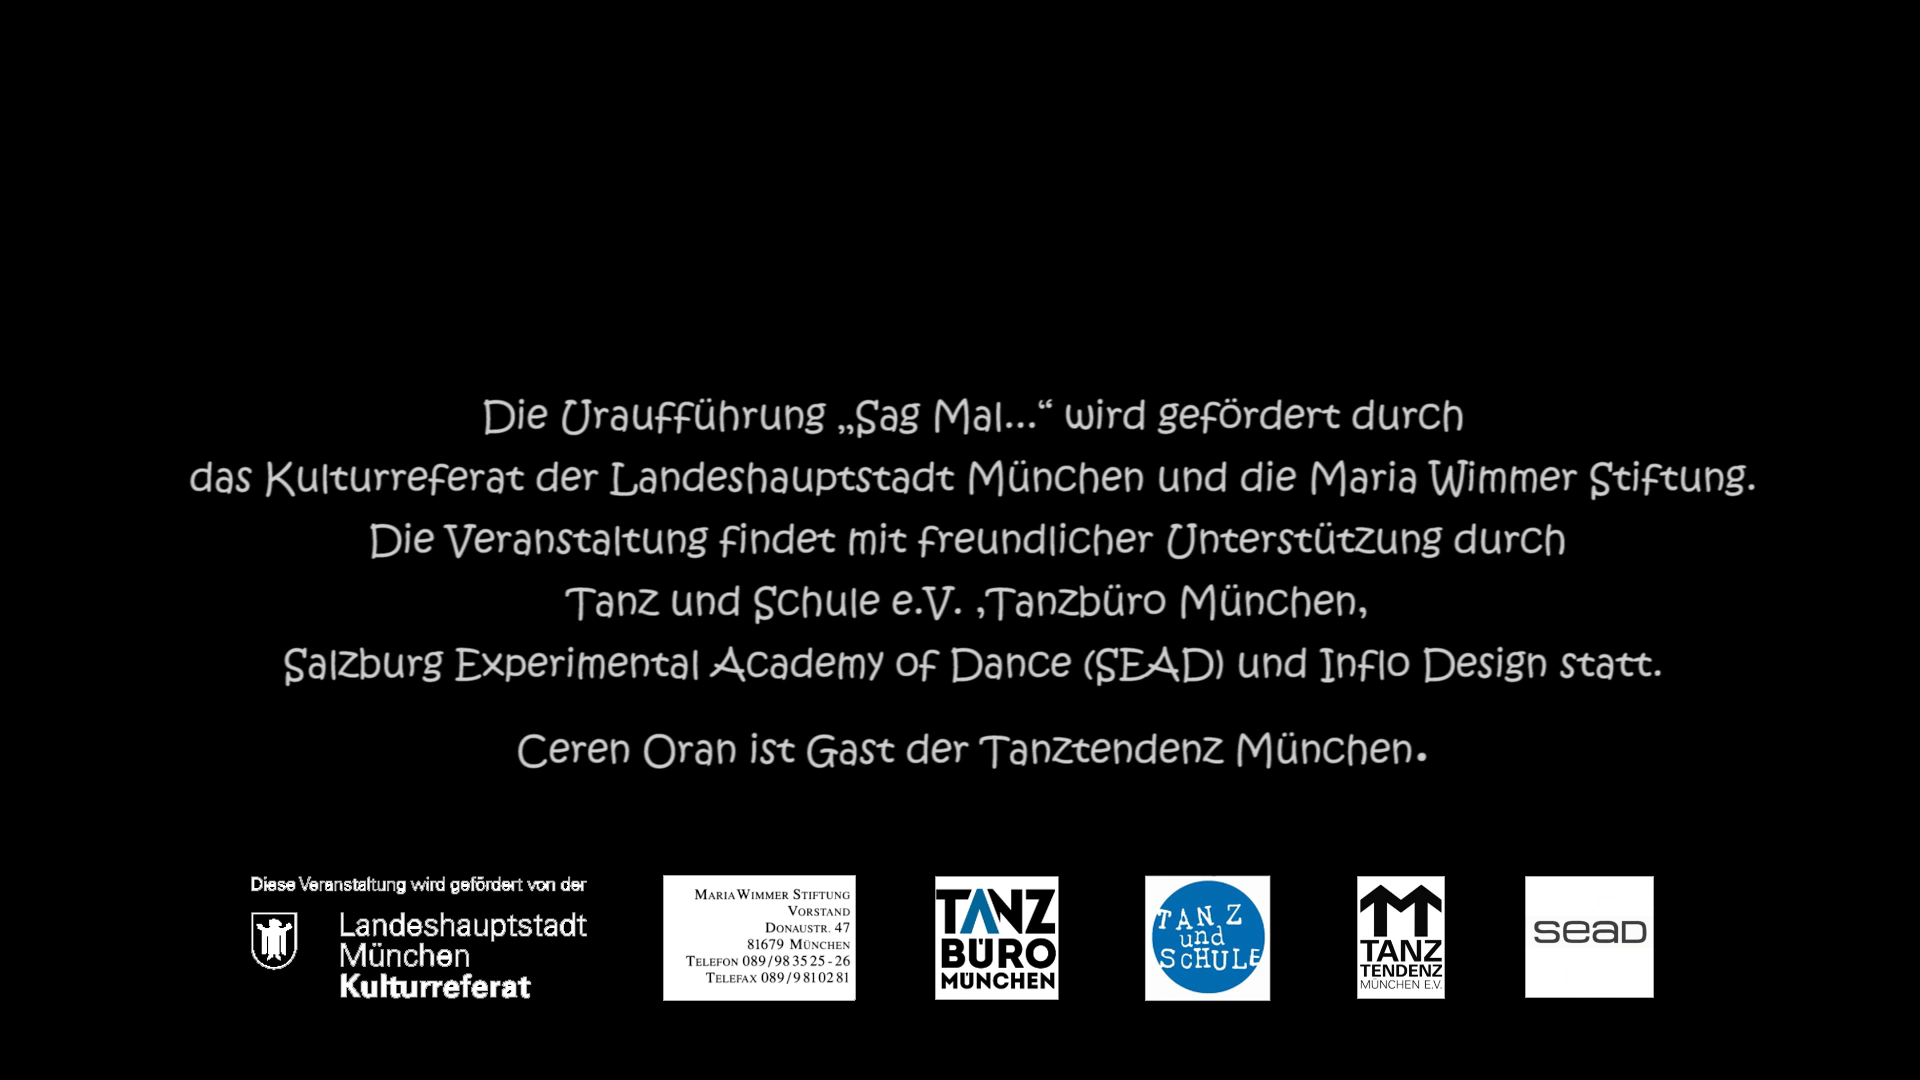 Die Uraufführung „Sag Mal...“ wird gefördert durch
das Kulturreferat der Landeshauptstadt München und die Maria Wimmer Stiftung.
Die Veranstaltung findet mit freundlicher Unterstützung durch
Tanz und Schule e.V. ,Tanzbüro München,
Salzburg Experimental Academy of Dance (SEAD) und Inflo Design statt.
Ceren Oran ist Gast der Tanztendenz München.
Diese Veranstaltung wird gefördert von der
Landeshauptstadt
München
Kulturreferat
MARIA WIMMER STIFTUNG
VORSTAND
DONAUSTR. 47
81679 MÜNCHEN
TELEFON 089/98 35 25 - 26
TELEFAX 089/9 81 02 81
TANZ
BÜRO
MÜNCHEN
TANZ
und
SCHULE
TANZ
TENDENZ
MÜNCHEN E.V.
sead